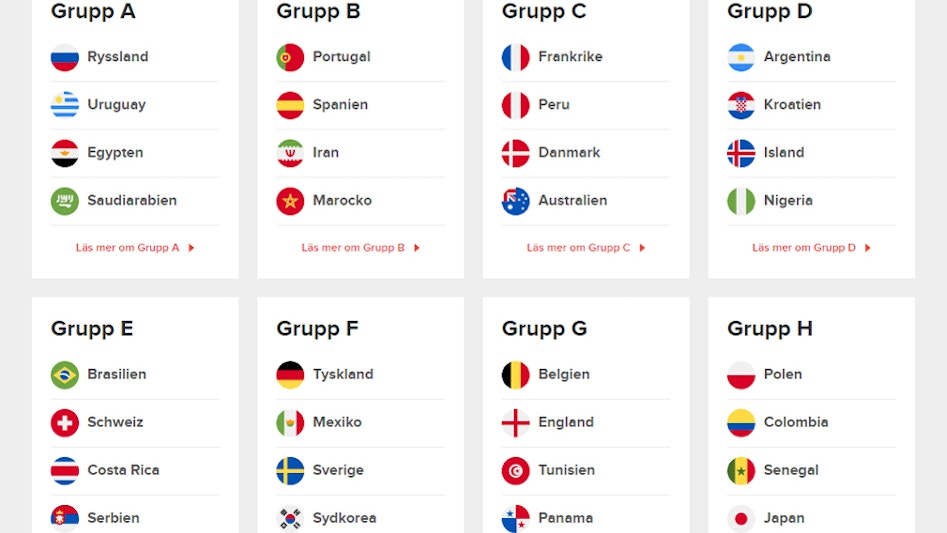 Grupp A
Ryssland
Uruguay
Egypten
Saudiarabien
Läs mer om Grupp A
Grupp B
Portugal
Spanien
Iran
Marocko
Läs mer om Grupp B
Grupp C
Frankrike
Peru
Danmark
Australien
Läs mer om Grupp C
Grupp D
Argentina
Kroatien
Island
Nigeria
Läs mer om Grupp D
Grupp E
Brasilien
Schweiz
Costa Rica
Serbien
Grupp F
Tyskland
Mexiko
Sverige
Sydkorea
Grupp G
Belgien
England
Tunisien
Panama
Grupp H
Polen
Colombia
Senegal
Japan